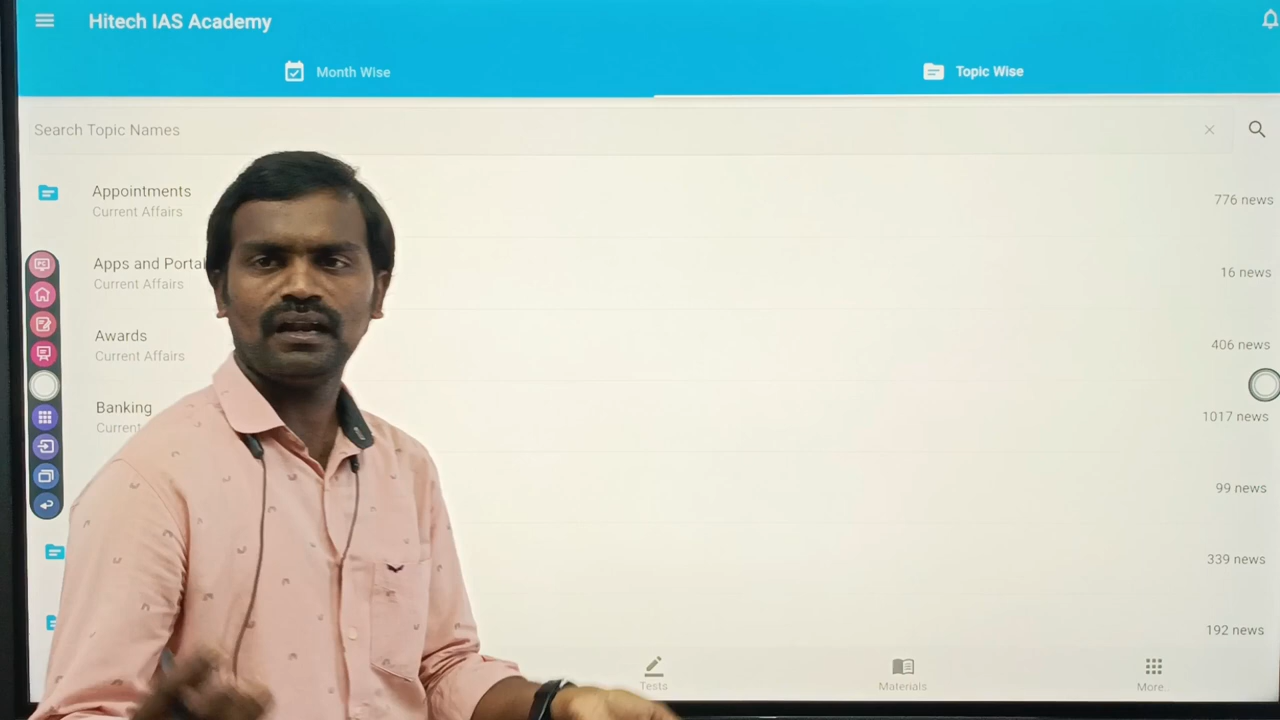 Hitech IAS Academy
Month Wise
Topic Wise
Search Topic Names
Appointments
Current Affairs
776 news
Apps and Portal
Current Affairs
16 news
Awards
Current Affairs
406 news
Banking
Current
1017 news
99 news
339 news
192 news
Tests
Materials
More